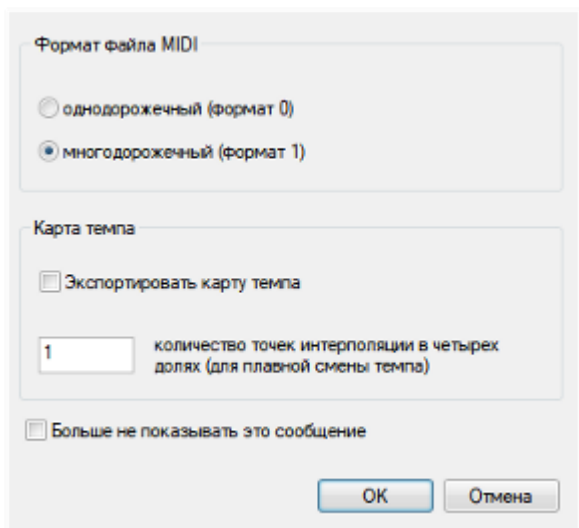 Формат файла MIDI
однодорожечный (формат 0)
многодорожечный (формат 1)
Карта темпа
Экспортировать карту темпа
1
количество точек интерполяции в четырех
долях (для плавной смены темпа)
Больше не показывать это сообщение
OK
Отмена